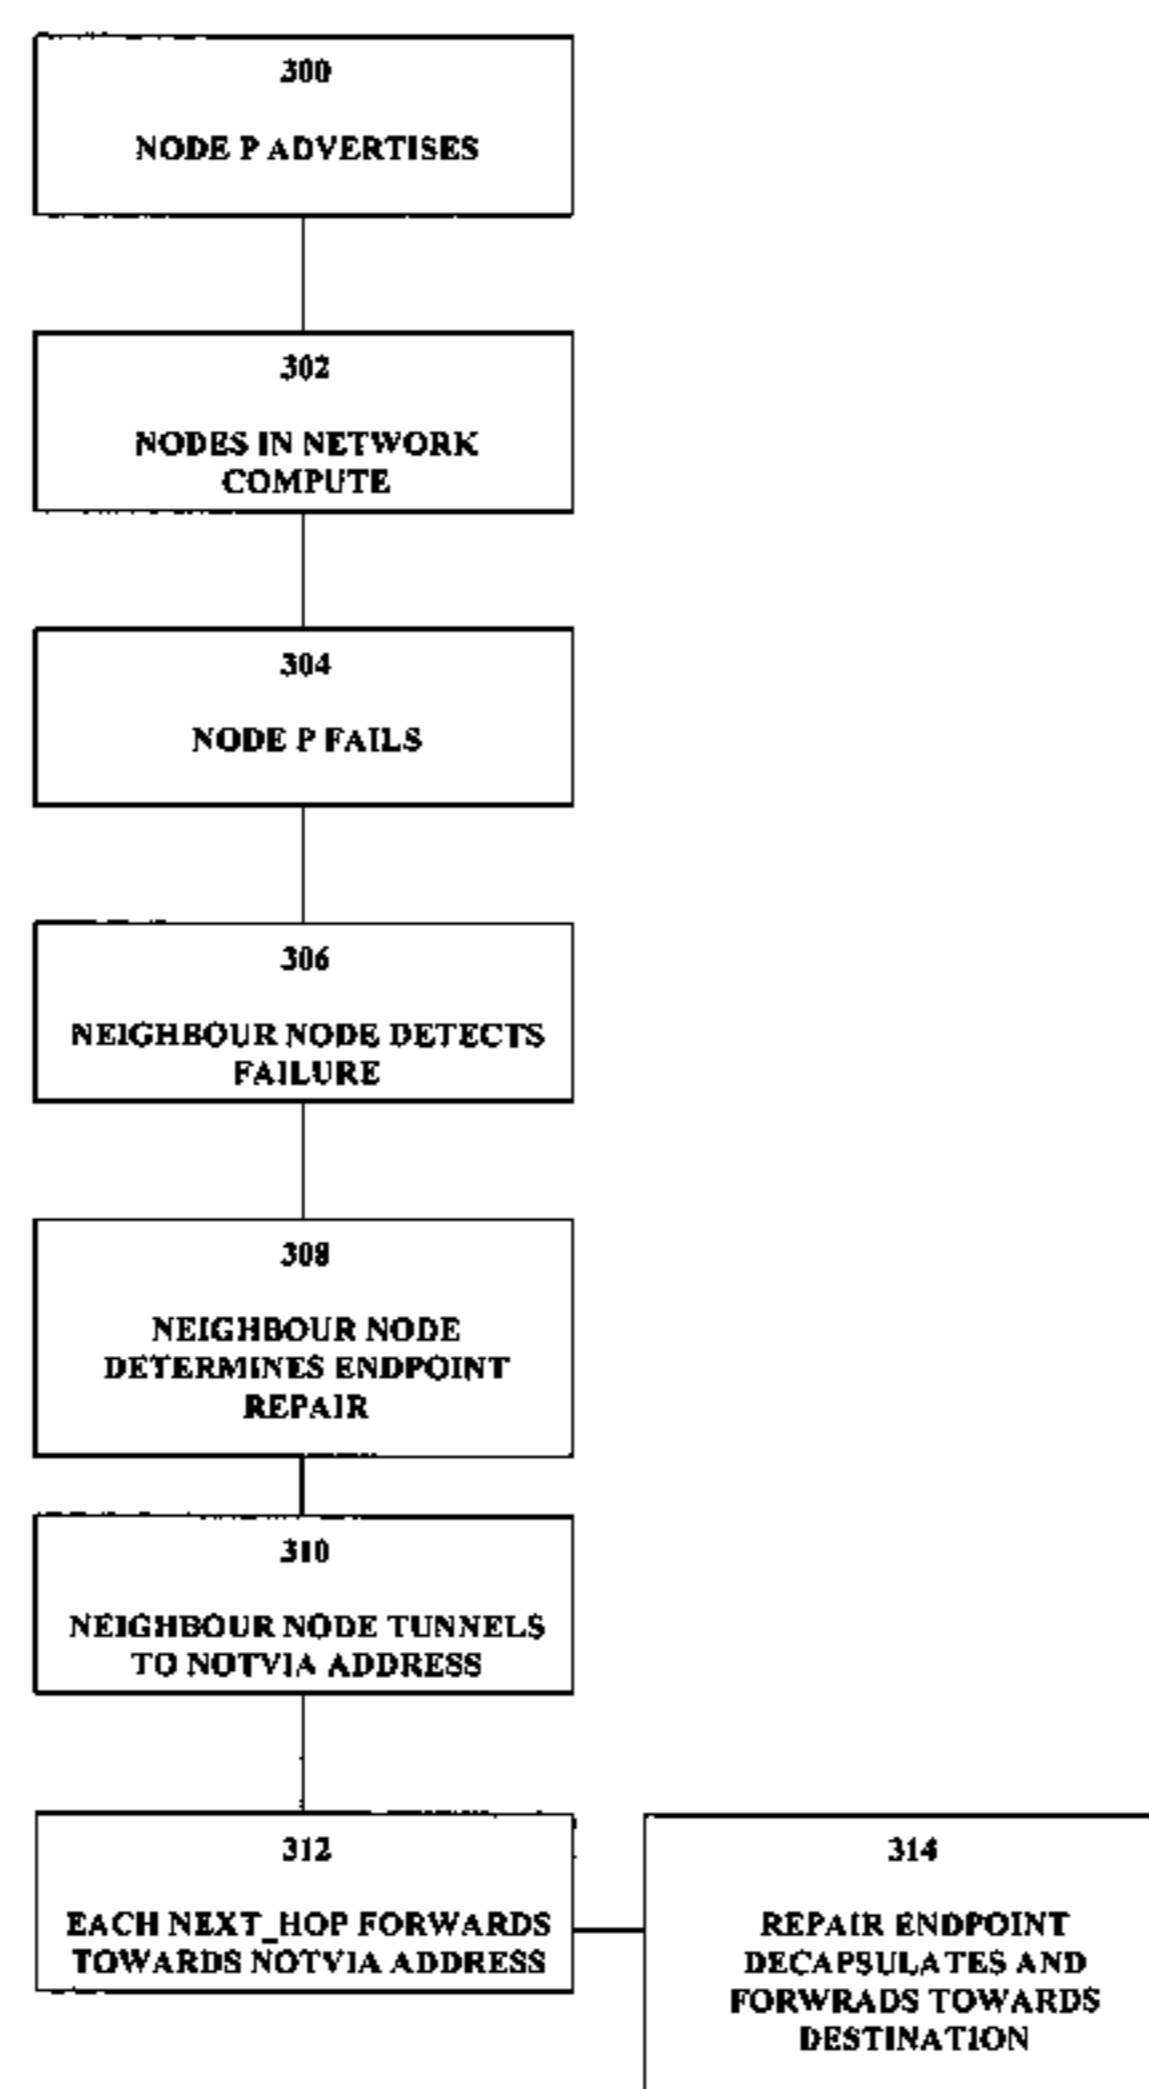 300
NODE P ADVERTISES
302
NODES IN NETWORK
COMPUTE
304
NODE P FAILS
306
NEIGHBOUR NODE DETECTS
FAILURE
308
NEIGHBOUR NODE
DETERMINES ENDPOINT
REPAIR
310
NEIGHBOUR NODE TUNNELS
TO NOTVIA ADDRESS
312
EACH NEXT_HOP FORWARDS
TOWARDS NOTVIA ADDRESS
314
REPAIR ENDPOINT
DECAPSULATES AND
FORWRADS TOWARDS
DESTINATION